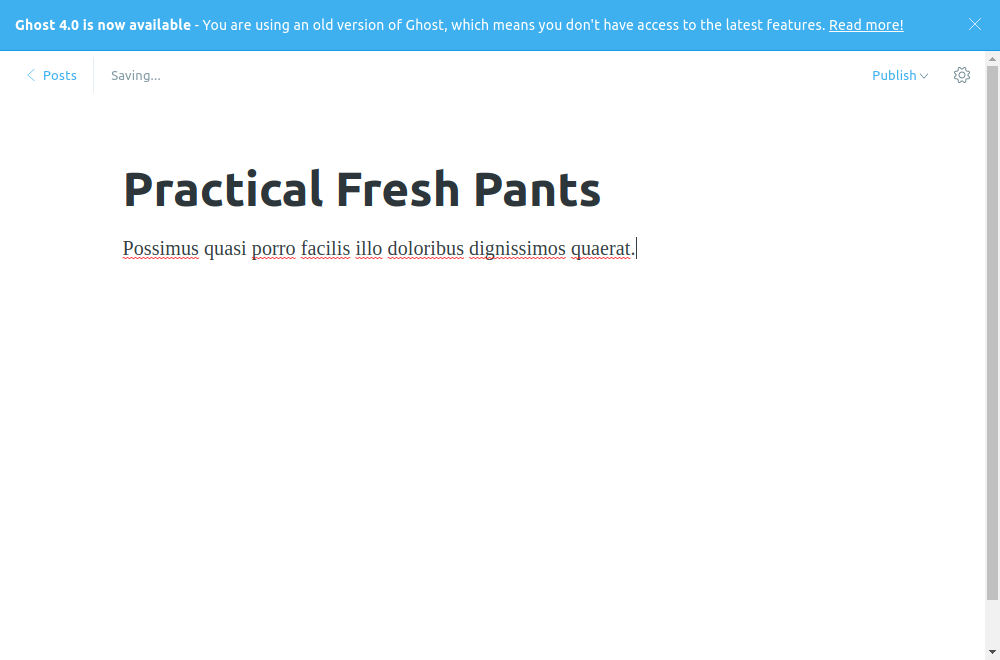 Ghost 4.0 is now available - You are using an old version of Ghost, which means you don't have access to the latest features. Read more!
Posts
Saving...
Publish
Practical Fresh Pants
Possimus quasi porro facilis illo doloribus dignissimos quaerat.